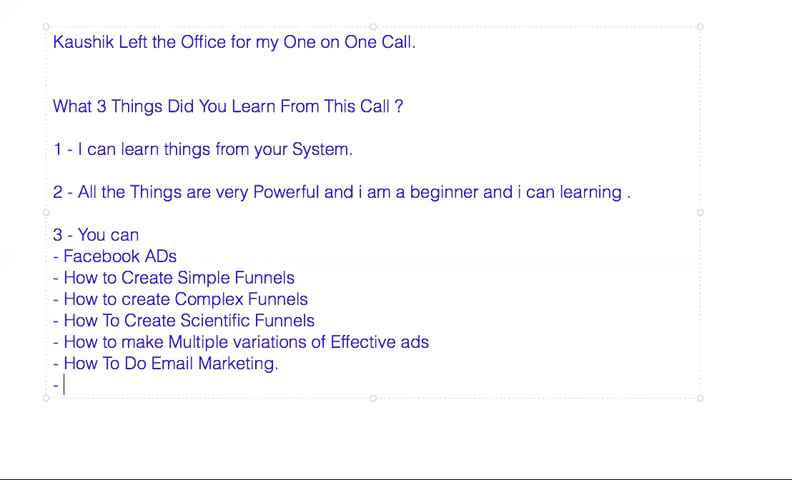 Kaushik Left the Office for my One on One Call.
What 3 Things Did You Learn From This Call ?
1 - I can learn things from your System.
2 - All the Things are very Powerful and i am a beginner and i can learning .
3 - You can
- Facebook ADs
- How to Create Simple Funnels
- How to create Complex Funnels
- How To Create Scientific Funnels
- How to make Multiple variations of Effective ads
- How To Do Email Marketing.
-